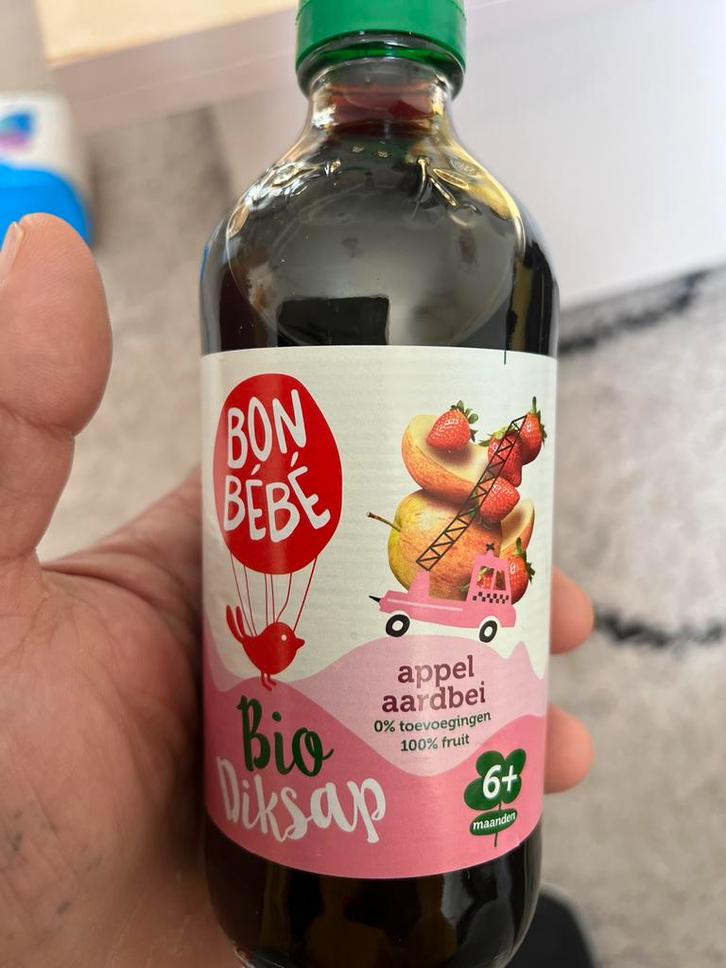 BON
BÉBÉ
appel
aardbei
0% toevoegingen
100% fruit
Bio
Diksap
6+
maanden